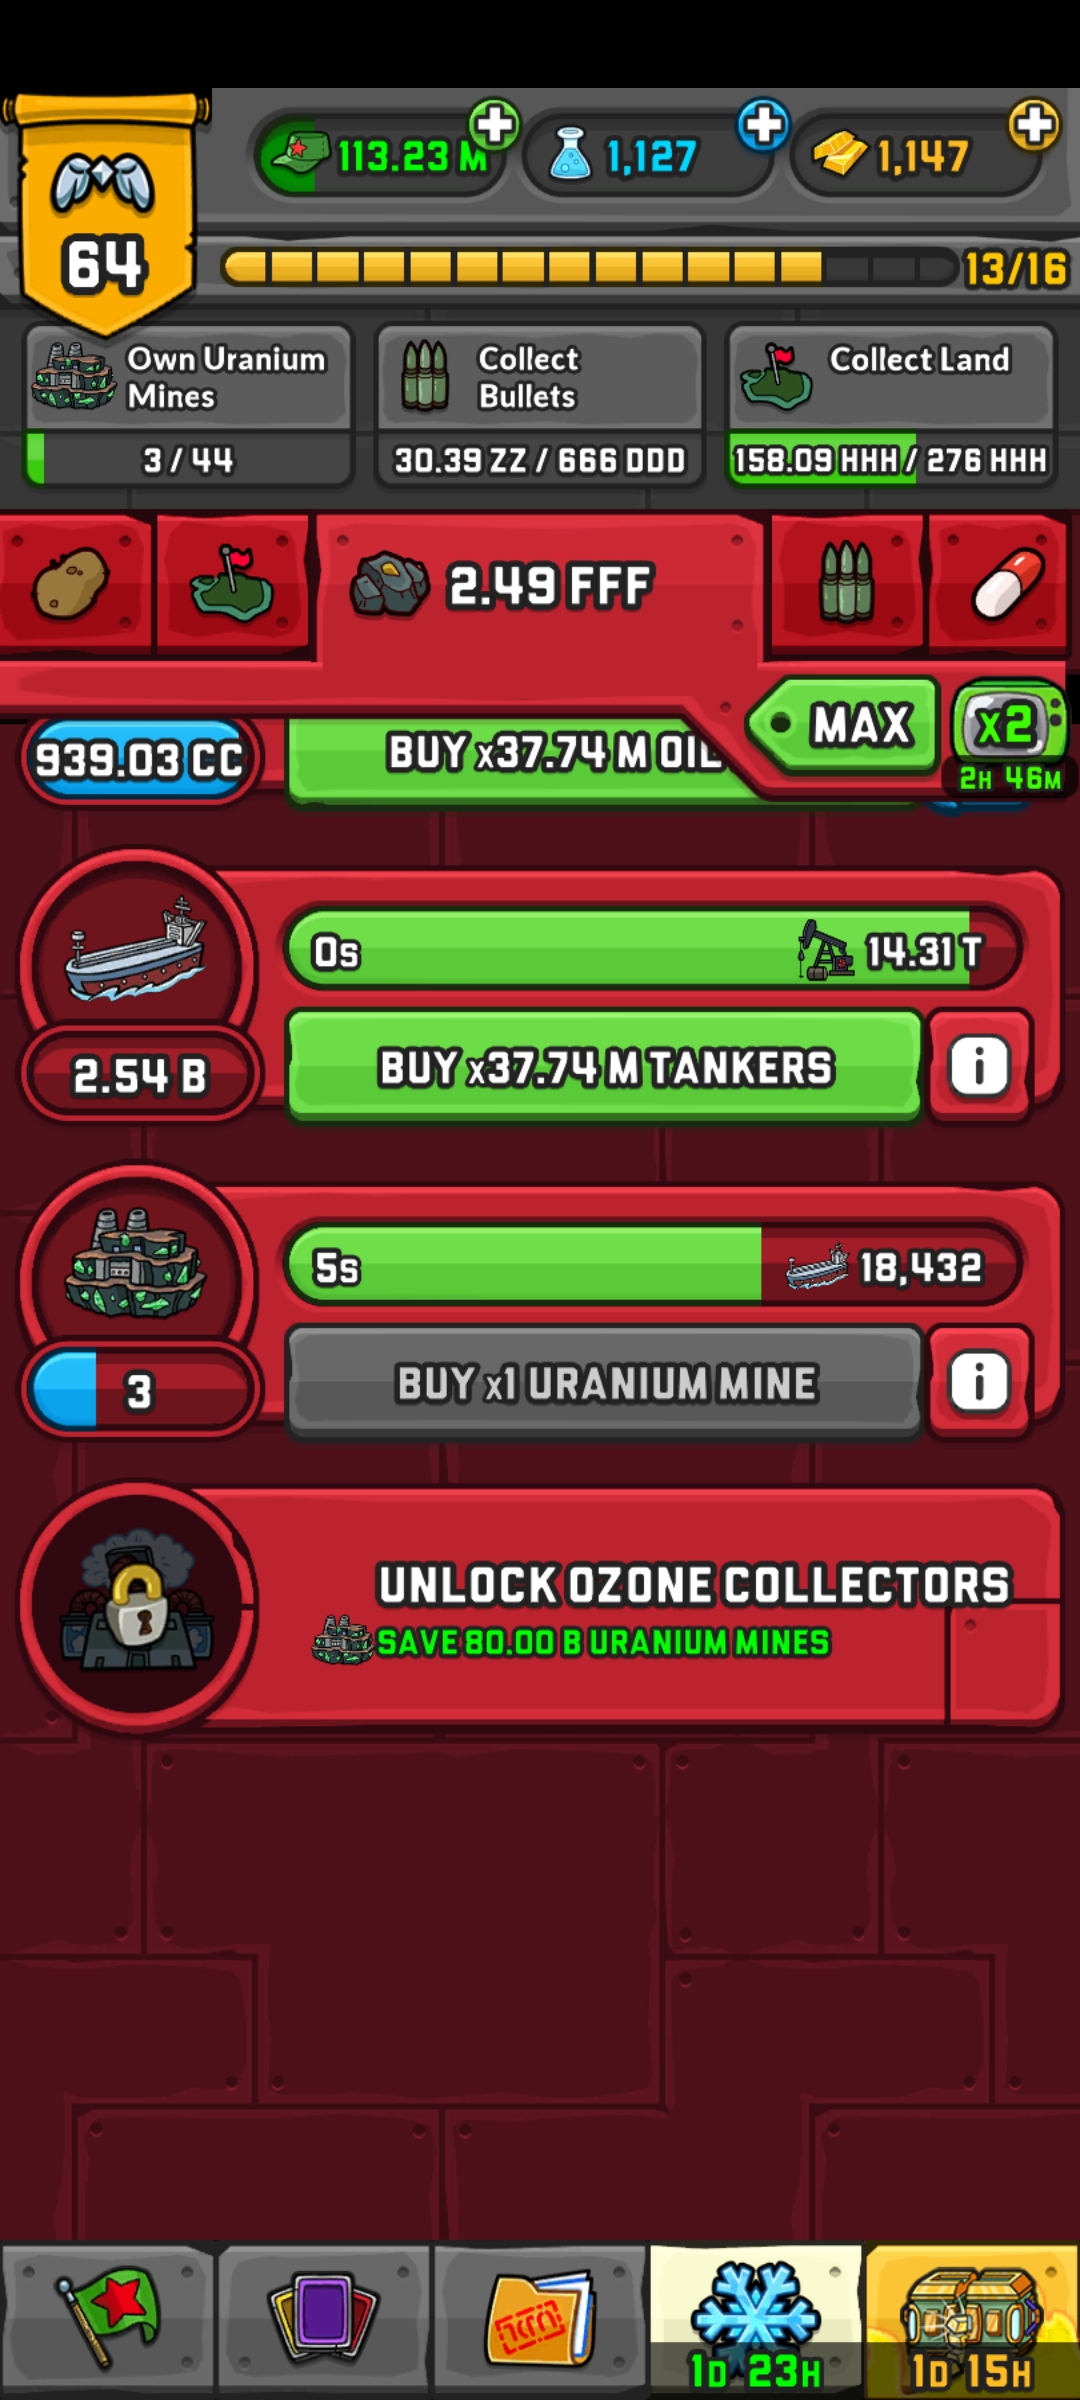 113.23 M
1,127
1,147
64
13/16
Own Uranium
Mines
Collect
Bullets
Collect Land
3 / 44
30.39 ZZ / 666 DDD
158.09 HHH / 276 HHH
2.49 FFF
MAX
X2
2H 46M
939.03 CC
BUY x37.74 M OIL
0s
14.31 T
2.54 B
BUY x37.74 M TANKERS
i
5s
18,432
3
BUY x1 URANIUM MINE
i
UNLOCK OZONE COLLECTORS
SAVE 80.00 B URANIUM MINES
1D 23H
1D 15H